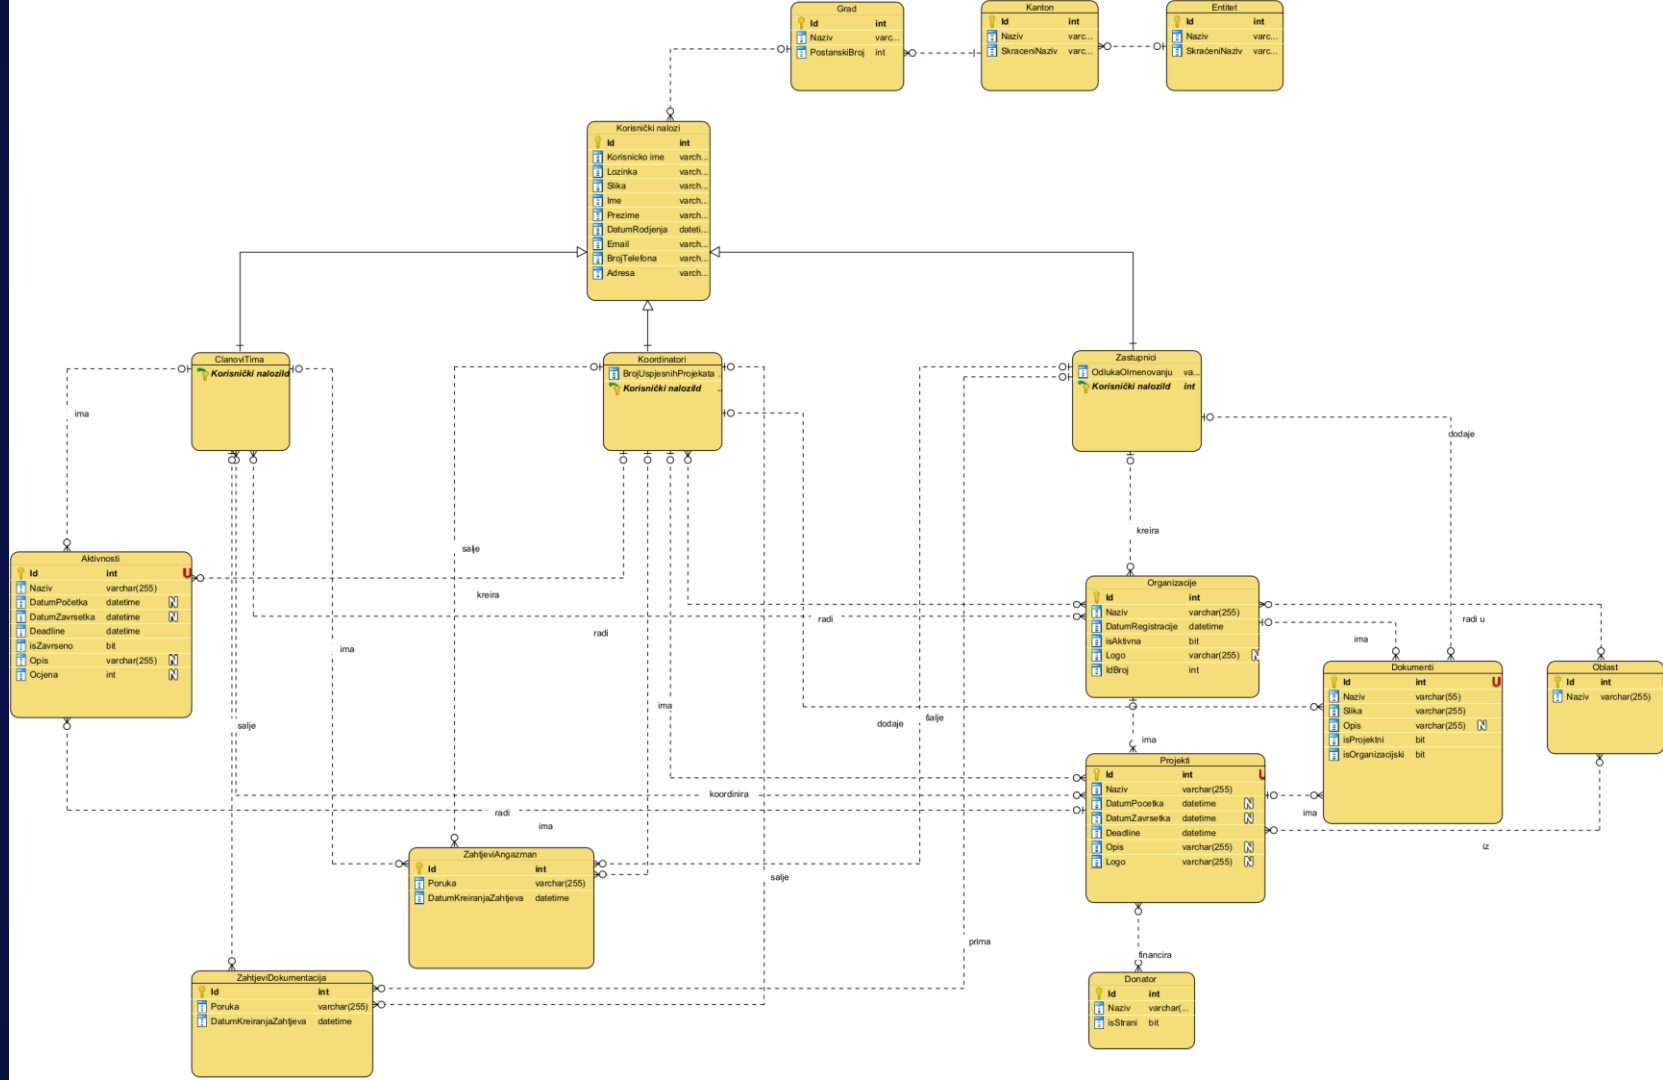 Grad
Id int
Naziv varc...
PostanskiBroj int
Kanton
Id int
Naziv varc...
SkraceniNaziv varc...
Entitet
Id int
Naziv varc...
SkraćeniNaziv varc...
Korisnički nalozi
Id int
Korisnicko ime varch...
Lozinka varch...
Slika varch...
Ime varch...
Prezime varch...
DatumRodjenja dateti...
Email varch...
BrojTelefona varch...
Adresa varch...
ClanoviTima
Korisnički naloziId
Koordinatori
BrojUspjesnihProjekata ..
Korisnički naloziId ..
Zastupnici
OdlukaOImenovanju va...
Korisnički naloziId int
ima
dodaje
salje
kreira
Aktivnosti
Id int U
Naziv varchar(255)
DatumPočetka datetime N
DatumZavrsetka datetime N
Deadline datetime
isZavrseno bit
Opis varchar(255) N
Ocjena int N
kreira
radi
radi
ima
Organizacije
Id int
Naziv varchar(255)
DatumRegistracije datetime
isAktivna bit
Logo varchar(255) N
IdBroj int
radi u
ima
Dokumenti
Id int U
Naziv varchar(55)
Slika varchar(255)
Opis varchar(255) N
isProjektni bit
isOrganizacijski bit
Oblast
Id int
Naziv varchar(255)
salje
ima
dodaje
šalje
ima
Projekti
Id int U
Naziv varchar(255)
DatumPocetka datetime N
DatumZavrsetka datetime N
Deadline datetime
Opis varchar(255) N
Logo varchar(255) N
koordinira
radi
ima
ima
iz
ZahtjeviAngazman
Id int
Poruka varchar(255)
DatumKreiranjaZahtjeva datetime
salje
prima
financira
ZahtjeviDokumentacija
Id int
Poruka varchar(255)
DatumKreiranjaZahtjeva datetime
Donator
Id int
Naziv varchar(...
isStrani bit